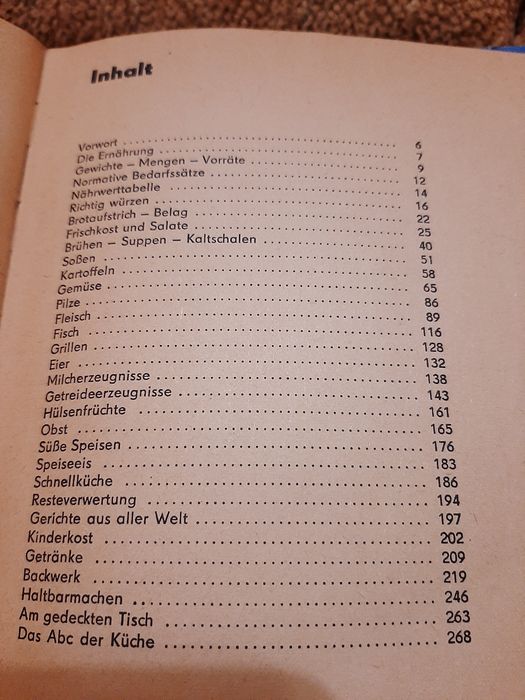 Inhalt
Vorwort 6
Die Ernährung 7
Gewichte – Mengen – Vorräte 9
Normative Bedarfssätze 12
Nährwerttabelle 14
Richtig würzen 16
Brotaufstrich – Belag 22
Frischkost und Salate 25
Brühen – Suppen – Kaltschalen 40
Soßen 51
Kartoffeln 58
Gemüse 65
Pilze 86
Fleisch 89
Fisch 116
Grillen 128
Eier 132
Milcherzeugnisse 138
Getreideerzeugnisse 143
Hülsenfrüchte 161
Obst 165
Süße Speisen 176
Speiseeis 183
Schnellküche 186
Resteverwertung 194
Gerichte aus aller Welt 197
Kinderkost 202
Getränke 209
Backwerk 219
Haltbarmachen 246
Am gedeckten Tisch 263
Das Abc der Küche 268